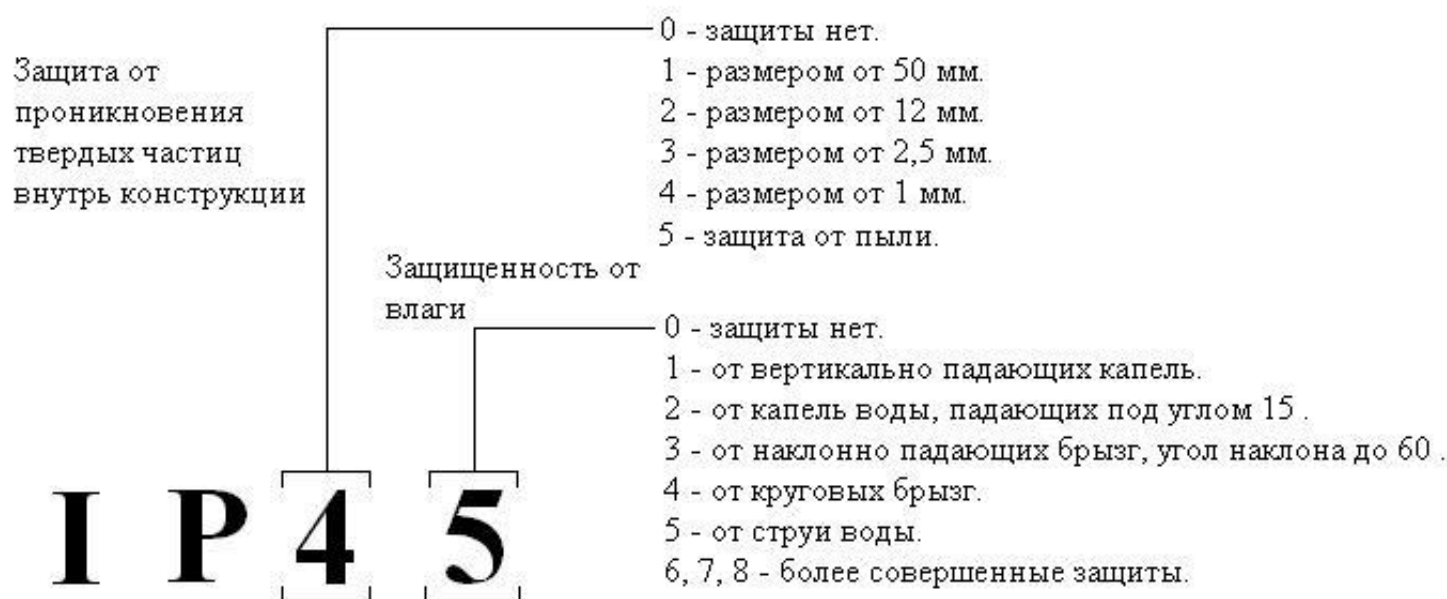 Защита от
проникновения
твердых частиц
внутрь конструкции
0 - защиты нет.
1 - размером от 50 мм.
2 - размером от 12 мм.
3 - размером от 2,5 мм.
4 - размером от 1 мм.
5 - защита от пыли.
Защищенность от
влаги
0 - защиты нет.
1 - от вертикально падающих капель.
2 - от капель воды, падающих под углом 15 .
3 - от наклонно падающих брызг, угол наклона до 60 .
4 - от круговых брызг.
5 - от струи воды.
6, 7, 8 - более совершенные защиты.
I P 4 5